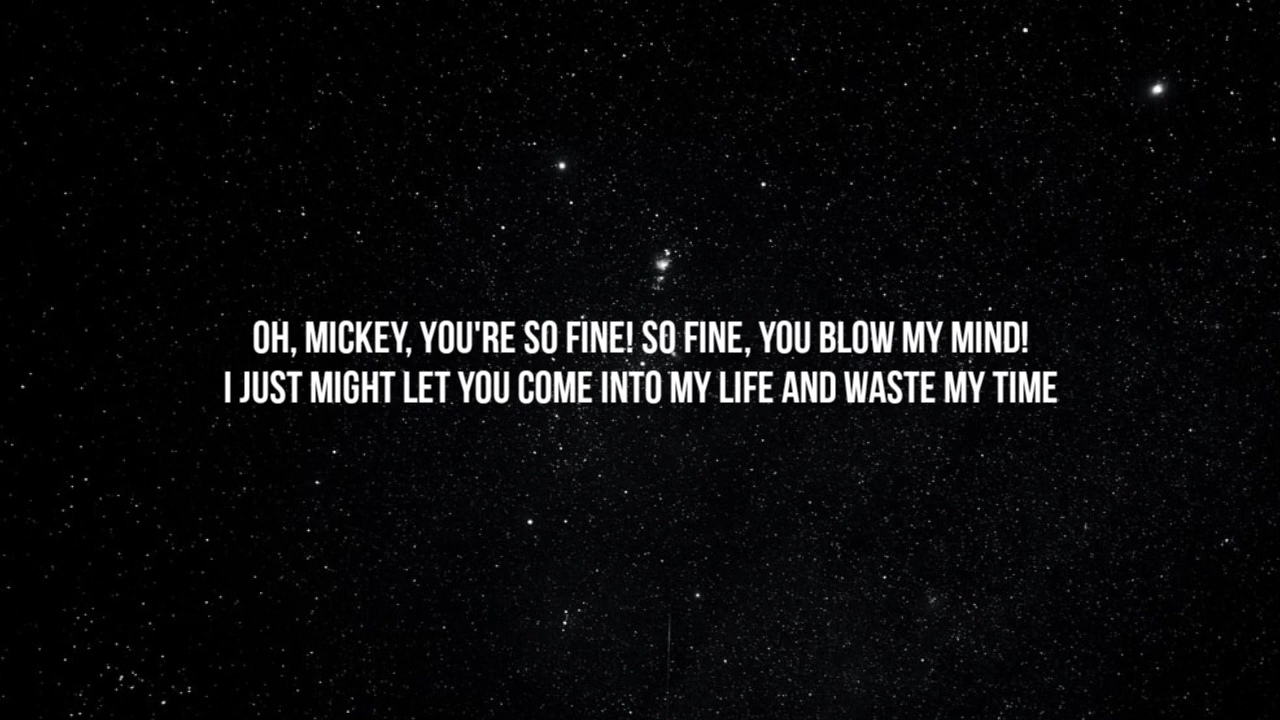 OH, MICKEY, YOU'RE SO FINE! SO FINE, YOU BLOW MY MIND!
I JUST MIGHT LET YOU COME INTO MY LIFE AND WASTE MY TIME